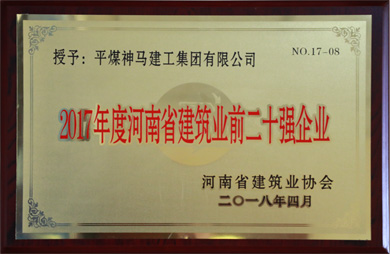 授予：平煤神马建工集团有限公司 NO.17-08
2017年度河南省建筑业前二十强企业
河南省建筑业协会
二〇一八年四月